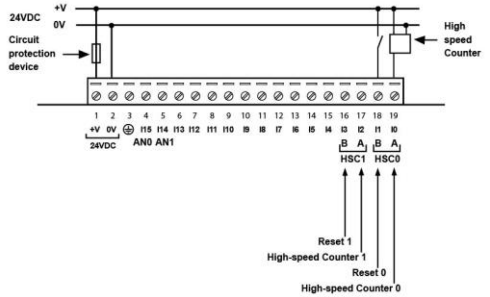 +V
24VDC
0V
Circuit
protection
device
High
speed
Counter
1 2 3 4 5 6 7 8 9 10 11 12 13 14 15 16 17 18 19
+V 0V I15 I14 I13 I12 I11 I10 I9 I8 I7 I6 I5 I4 I3 I2 I1 I0
24VDC AN0 AN1 B A B A
HSC1 HSC0
Reset 1
High-speed Counter 1
Reset 0
High-speed Counter 0